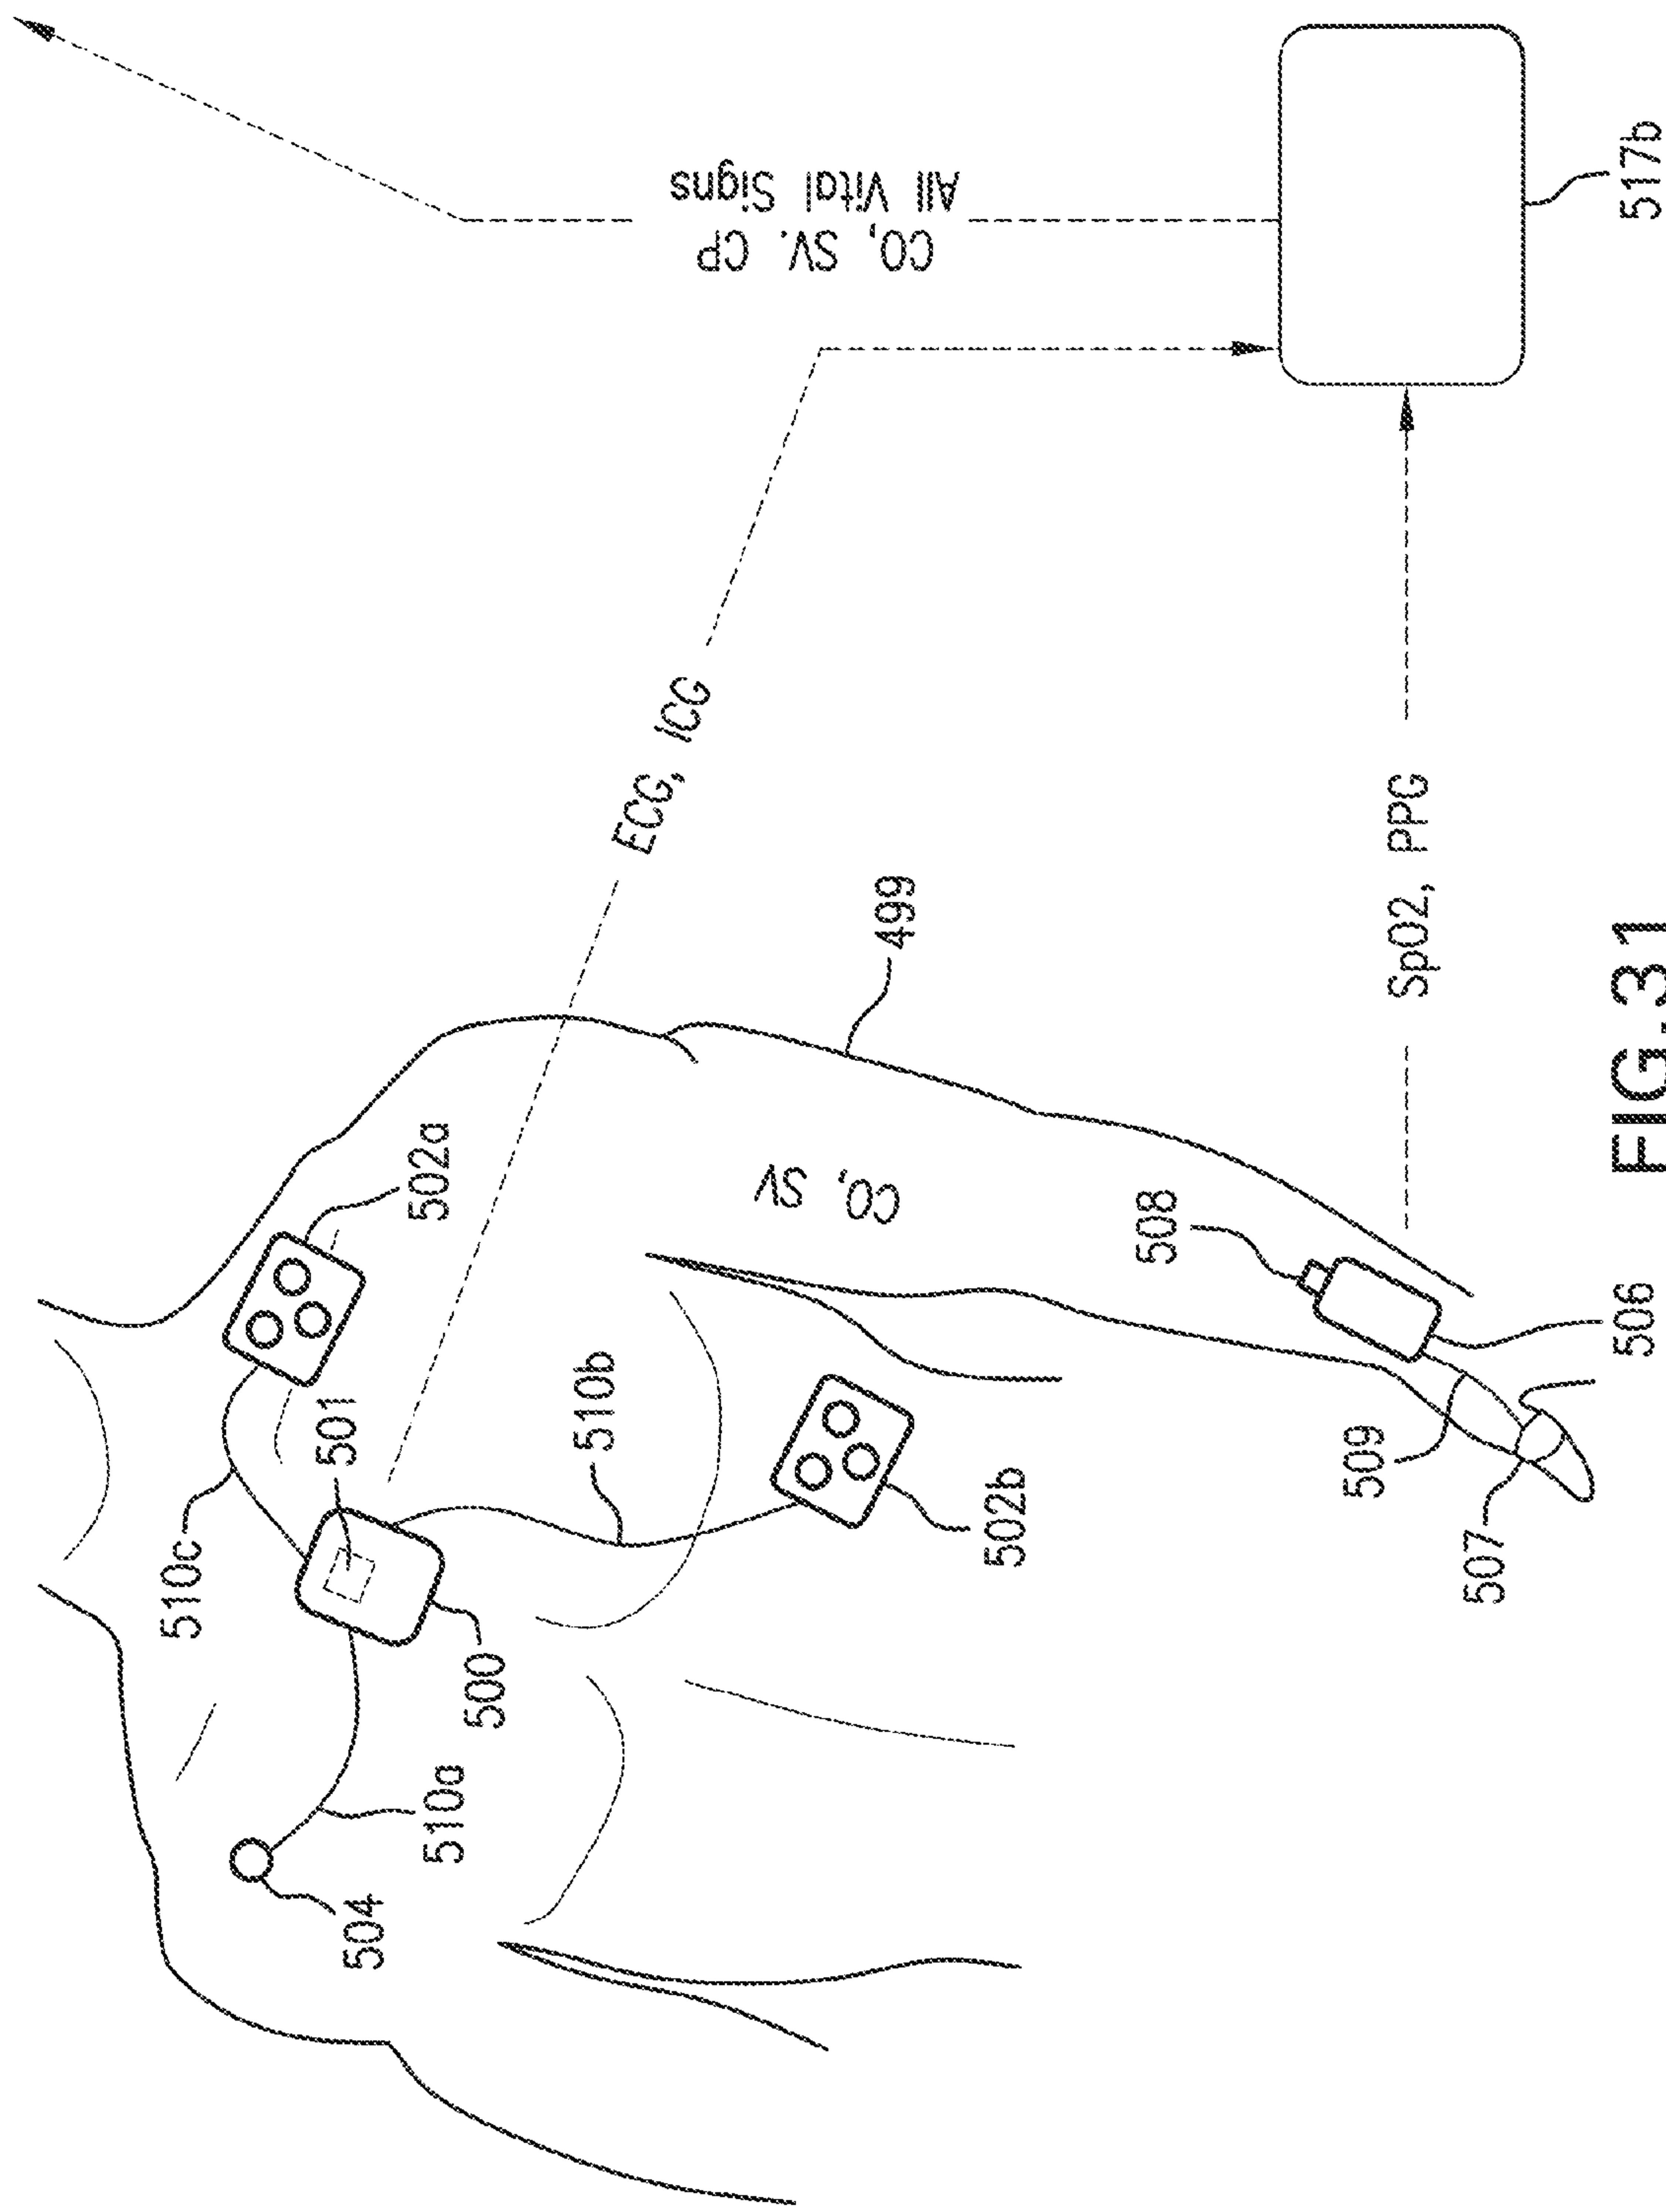 504
510a
500
510c
501
502a
510b
502b
499
CO, SV
ECG, ICG
CO, SV. CP
All Vital Signs
SpO2, PPG
517b
507
509
508
506
FIG.31